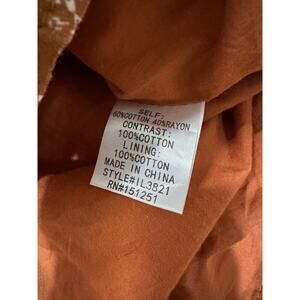 SELF:
60%COTTON 40%RAYON
CONTRAST:
100%COTTON
LINING:
100%COTTON
MADE IN CHINA
STYLE#IL3821
RN#151251